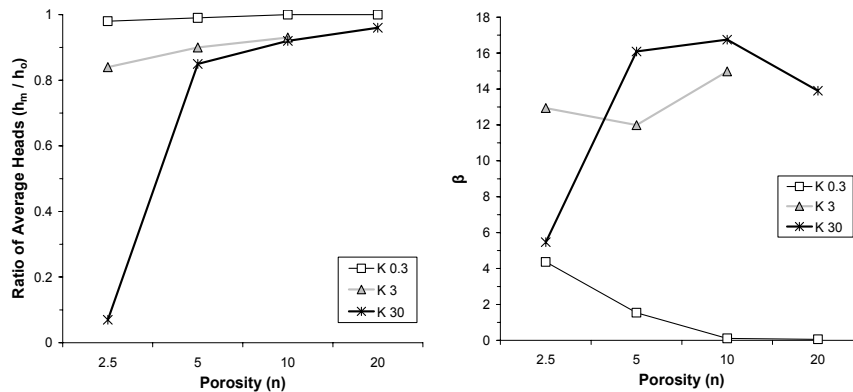 Ratio of Average Heads (hm / ho)
1
0.8
0.6
0.4
0.2
0
2.5 5 10 20
Porosity (n)
K 0.3
K 3
K 30
β
18
16
14
12
10
8
6
4
2
0
2.5 5 10 20
Porosity (n)
K 0.3
K 3
K 30